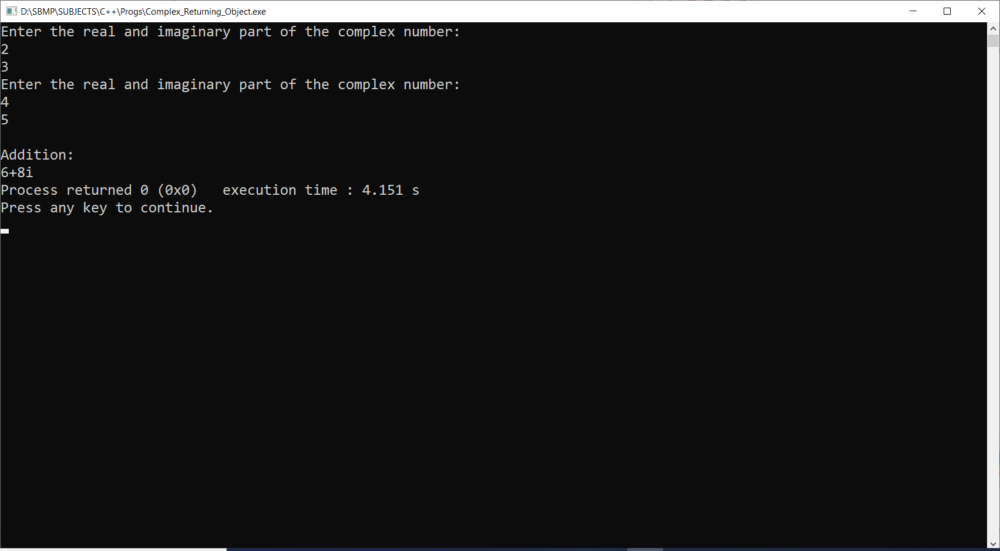 D:\SBMP\SUBJECTS\C++\Progs\Complex_Returning_Object.exe
Enter the real and imaginary part of the complex number:
2
3
Enter the real and imaginary part of the complex number:
4
5
Addition:
6+8i
Process returned 0 (0x0)   execution time : 4.151 s
Press any key to continue.